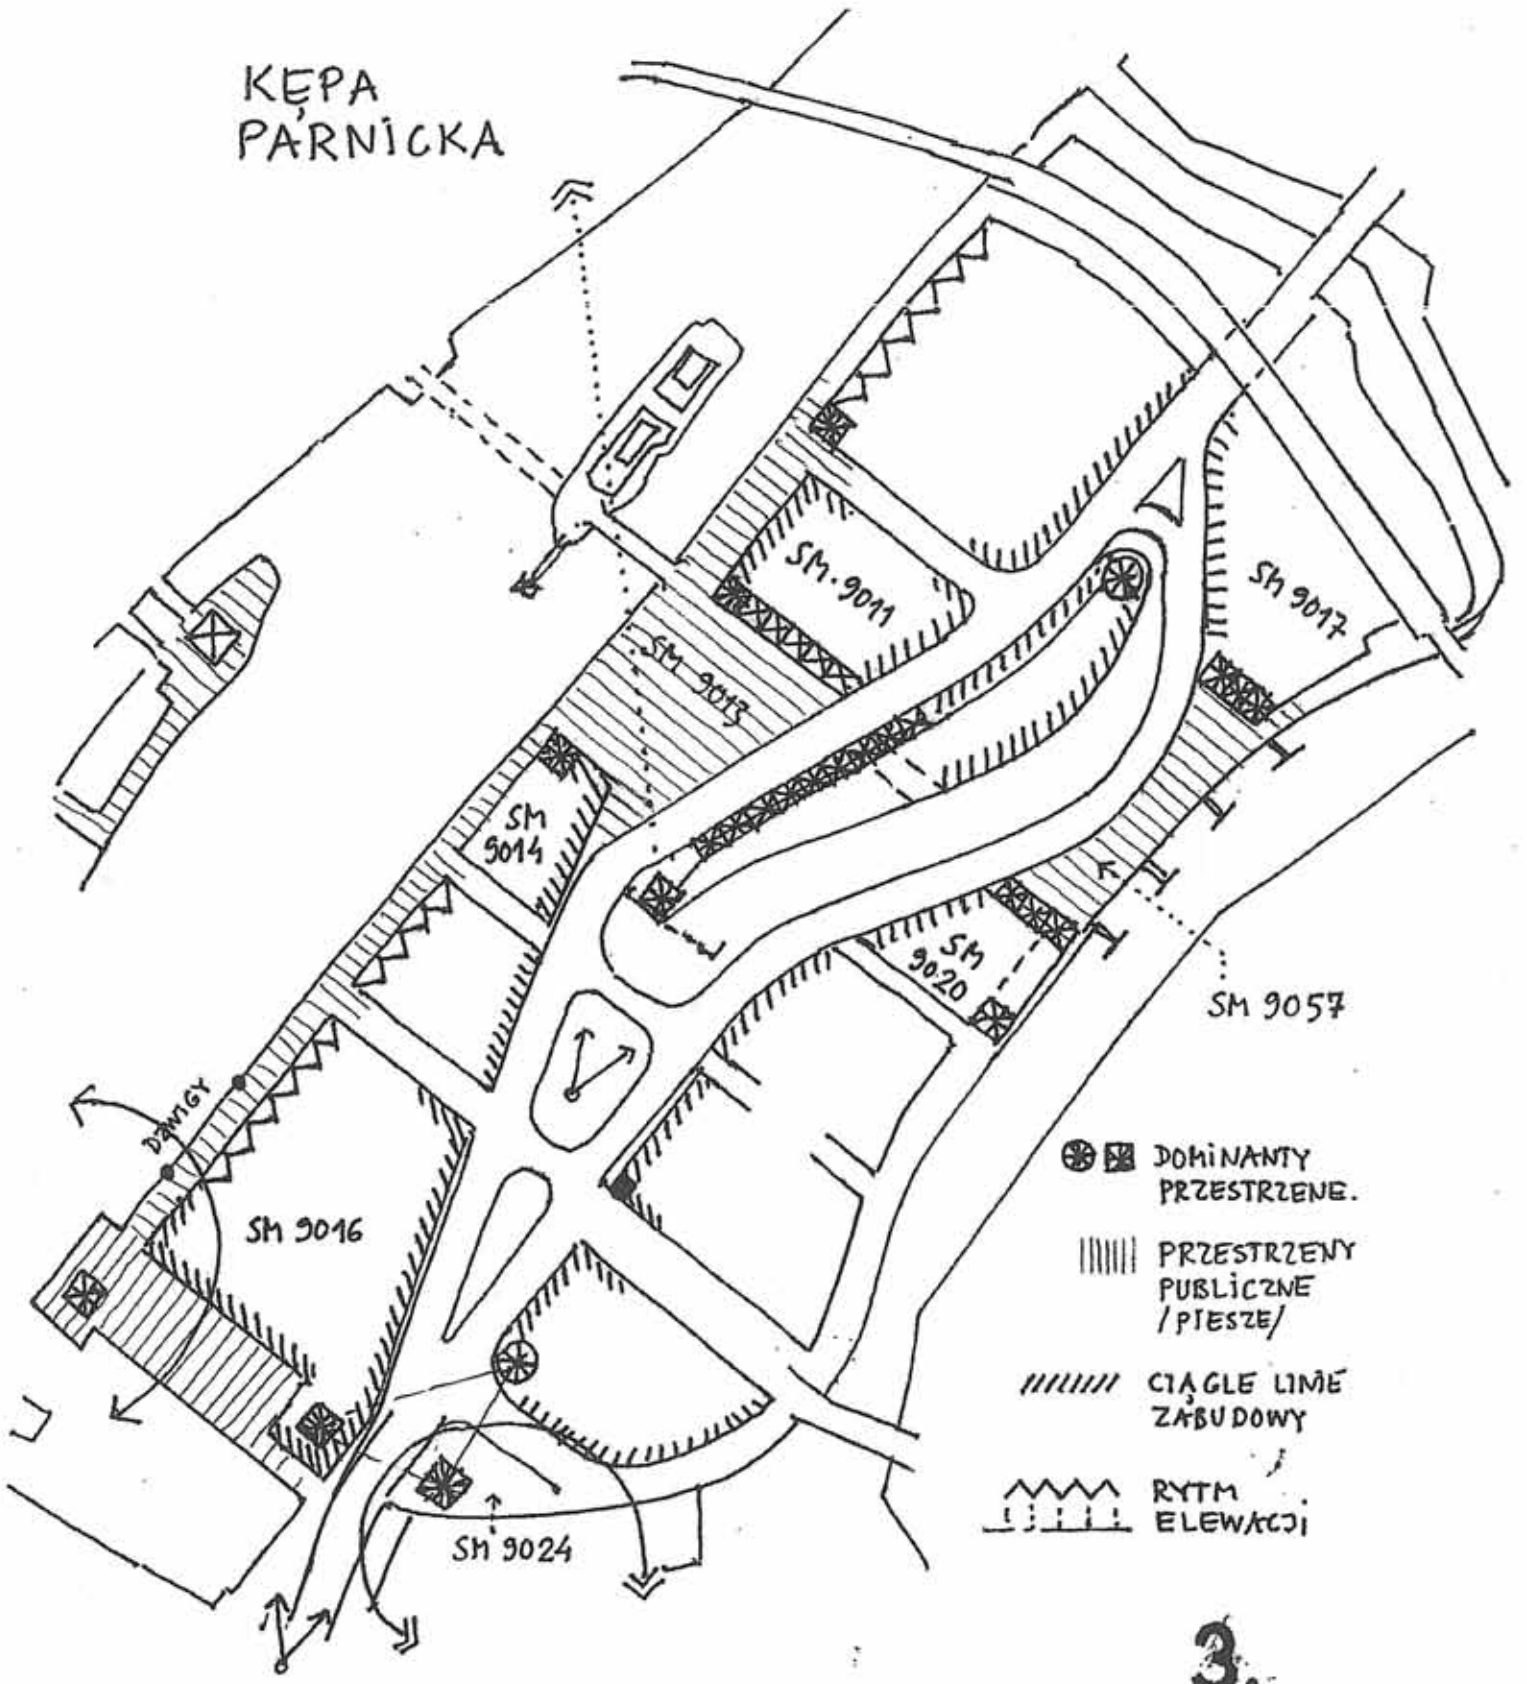 KĘPA
PARNICKA
SM 9011
SM 9017
SM 9013
SM
9014
SM
9020
SM 9057
DŹWIGY
SM 9016
SM 9024
DOMINANTY
PRZESTRZENE.
PRZESTRZENY
PUBLICZNE
/PIESZE/
CIĄGLE LINIE
ZABUDOWY
RYTM
ELEWACJI
3.